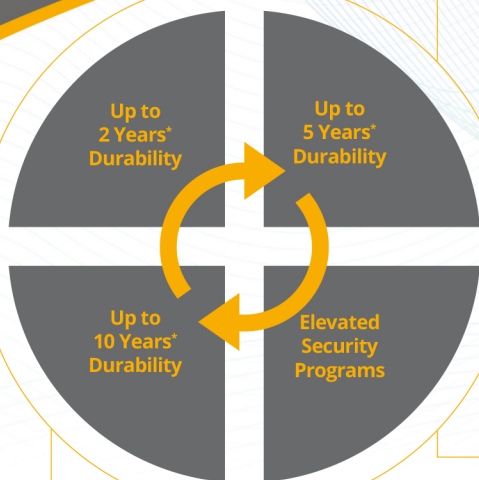 Up to
2 Years*
Durability
Up to
5 Years*
Durability
Up to
10 Years*
Durability
Elevated
Security
Programs